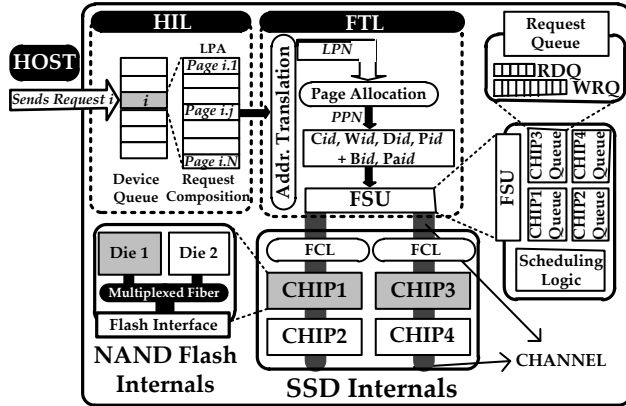 HIL
FTL
Request
Queue
HOST
LPA
LPN
RDQ
WRQ
Sends Request i
i
Page i.1
Page i.j
Page i.N
Addr. Translation
Page Allocation
PPN
Cid, Wid, Did, Pid
+ Bid, Paid
FSU
Device
Queue
Request
Composition
FSU
CHIP3
Queue
CHIP4
Queue
CHIP1
Queue
CHIP2
Queue
Scheduling
Logic
Die 1
Die 2
Multiplexed Fiber
Flash Interface
NAND Flash
Internals
FCL
FCL
CHIP1
CHIP3
CHIP2
CHIP4
SSD Internals
CHANNEL